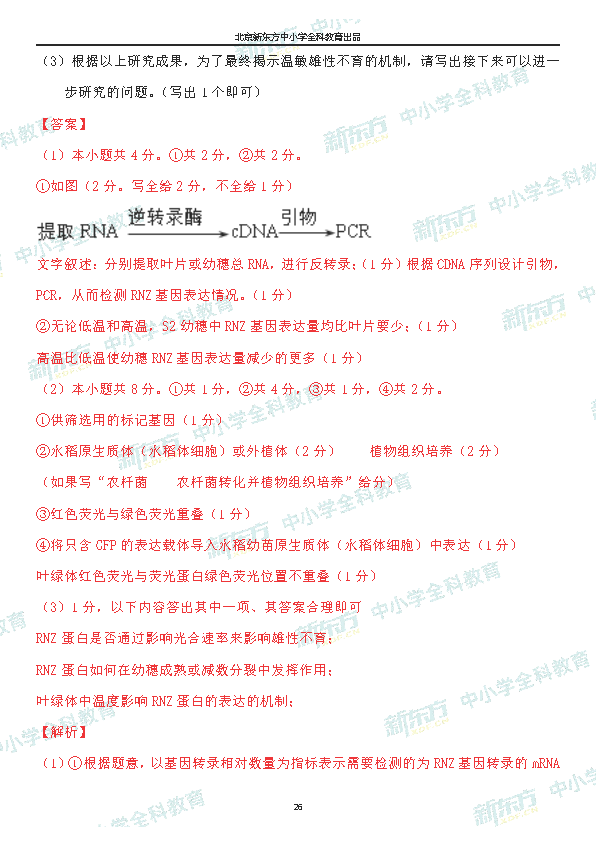 北京新东方中小学全科教育出品
（3）根据以上研究成果，为了最终揭示温敏雄性不育的机制，请写出接下来可以进一
步研究的问题。（写出 1 个即可）
【答案】
（1）本小题共 4 分。①共 2 分，②共 2 分。
①如图（2 分。写全给 2 分，不全给 1 分）
提取 RNA 逆转录酶 cDNA 引物 PCR
文字叙述：分别提取叶片或幼穗总 RNA，进行反转录；（1 分）根据 CDNA 序列设计引物，
PCR，从而检测 RNZ 基因表达情况。（1 分）
②无论低温和高温，S2 幼穗中 RNZ 基因表达量均比叶片要少；（1 分）
高温比低温使幼穗 RNZ 基因表达量减少的更多（1 分）
（2）本小题共 8 分。①共 1 分，②共 4 分，③共 1 分，④共 2 分。
①供筛选用的标记基因（1 分）
②水稻原生质体（水稻体细胞）或外植体（2 分） 植物组织培养（2 分）
（如果写“农杆菌 农杆菌转化并植物组织培养”给分）
③红色荧光与绿色荧光重叠（1 分）
④将只含 GFP 的表达载体导入水稻幼苗原生质体（水稻体细胞）中表达（1 分）
叶绿体红色荧光与荧光蛋白绿色荧光位置不重叠（1 分）
（3）1 分，以下内容答出其中一项、其答案合理即可
RNZ 蛋白是否通过影响光合速率来影响雄性不育；
RNZ 蛋白如何在幼穗成熟或减数分裂中发挥作用；
叶绿体中温度影响 RNZ 蛋白的表达的机制；
【解析】
（1）①根据题意，以基因转录相对数量为指标表示需要检测的为 RNZ 基因转录的 mRNA
26
新东方 中小学全科教育
XDF.CN